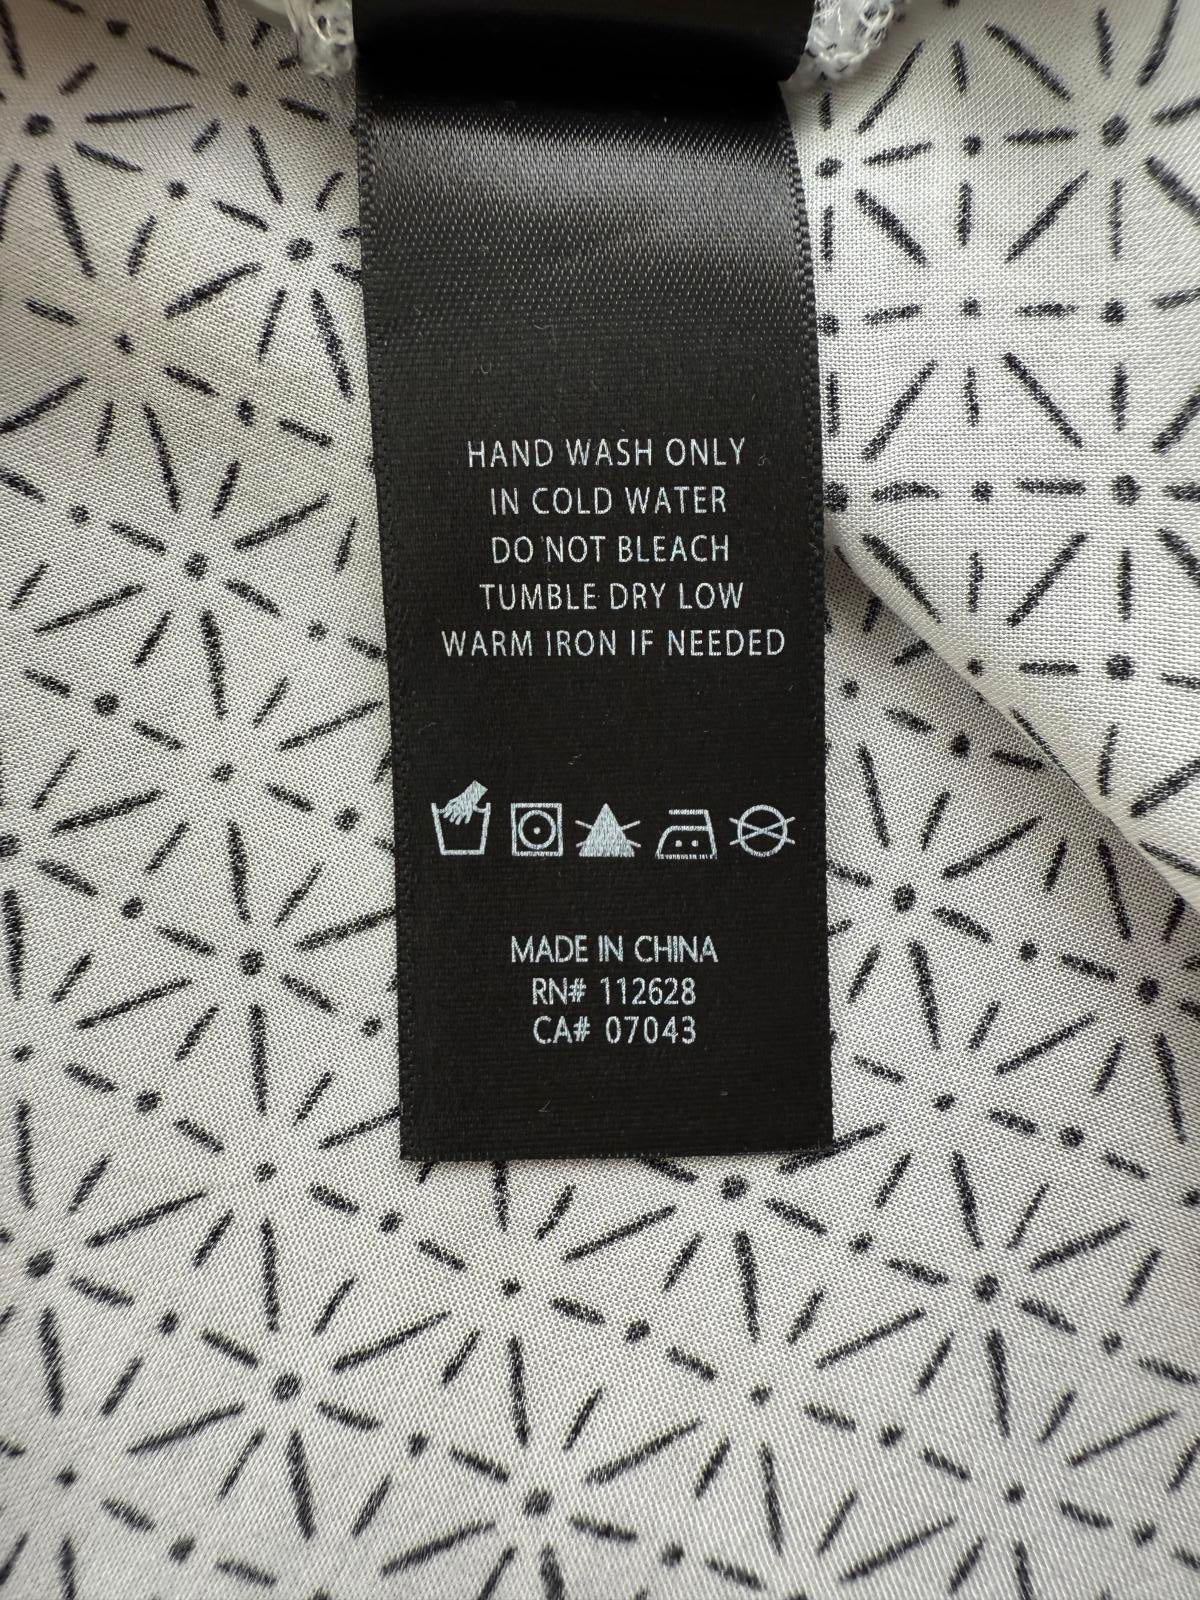 HAND WASH ONLY
IN COLD WATER
DO NOT BLEACH
TUMBLE DRY LOW
WARM IRON IF NEEDED
MADE IN CHINA
RN# 112628
CA# 07043